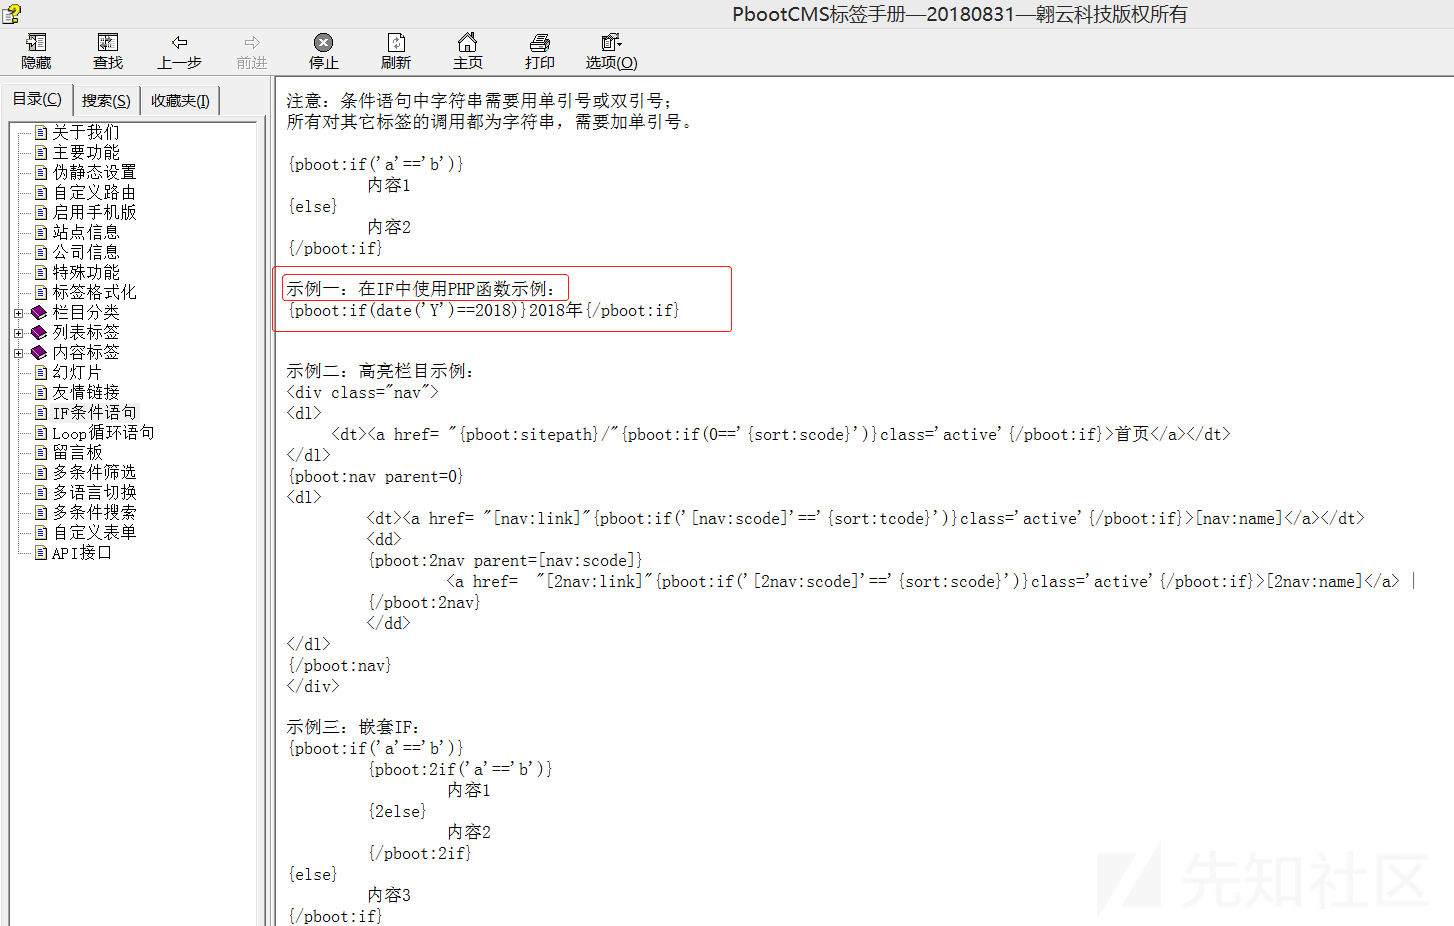 PbootCMS标签手册—20180831—翱云科技版权所有
隐藏 查找 上一步 前进 停止 刷新 主页 打印 选项(O)
目录(C) 搜索(S) 收藏夹(I)
关于我们
主要功能
伪静态设置
自定义路由
启用手机版
站点信息
公司信息
特殊功能
标签格式化
栏目分类
列表标签
内容标签
幻灯片
友情链接
IF条件语句
Loop循环语句
留言板
多条件筛选
多语言切换
多条件搜索
自定义表单
API接口
注意：条件语句中字符串需要用单引号或双引号；
所有对其它标签的调用都为字符串，需要加单引号。
{pboot:if('a'=='b')}
内容1
{else}
内容2
{/pboot:if}
示例一：在IF中使用PHP函数示例：
{pboot:if(date('Y')==2018)}2018年{/pboot:if}
示例二：高亮栏目示例：
<div class="nav">
<dl>
<dt><a href= "{pboot:sitepath}/"{pboot:if(0=='{sort:scode}')}class='active'{/pboot:if}>首页</a></dt>
</dl>
{pboot:nav parent=0}
<dl>
<dt><a href= "[nav:link]"{pboot:if('[nav:scode]'=='{sort:tcode}')}class='active'{/pboot:if}>[nav:name]</a></dt>
<dd>
{pboot:2nav parent=[nav:scode]}
<a href=  "[2nav:link]"{pboot:if('[2nav:scode]'=='{sort:scode}')}class='active'{/pboot:if}>[2nav:name]</a> |
{/pboot:2nav}
</dd>
</dl>
{/pboot:nav}
</div>
示例三：嵌套IF：
{pboot:if('a'=='b')}
{pboot:2if('a'=='b')}
内容1
{2else}
内容2
{/pboot:2if}
{else}
内容3
{/pboot:if}
先知社区